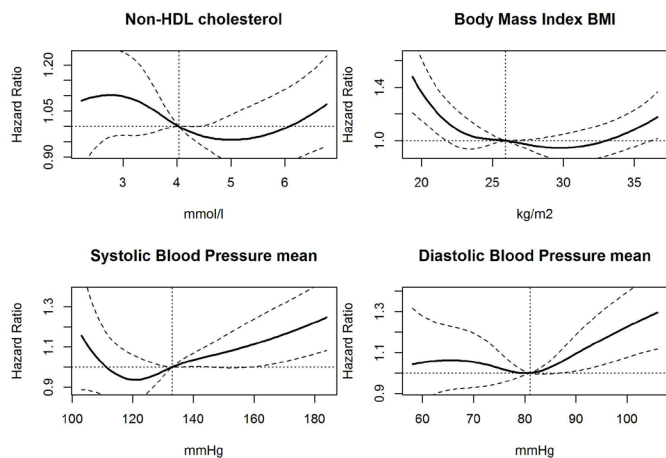 Non-HDL cholesterol
Hazard Ratio
0.90 1.05 1.20
3 4 5 6
mmol/l
Body Mass Index BMI
Hazard Ratio
1.0 1.4
20 25 30 35
kg/m2
Systolic Blood Pressure mean
Hazard Ratio
0.9 1.1 1.3
100 120 140 160 180
mmHg
Diastolic Blood Pressure mean
Hazard Ratio
0.9 1.1 1.3
60 70 80 90 100
mmHg